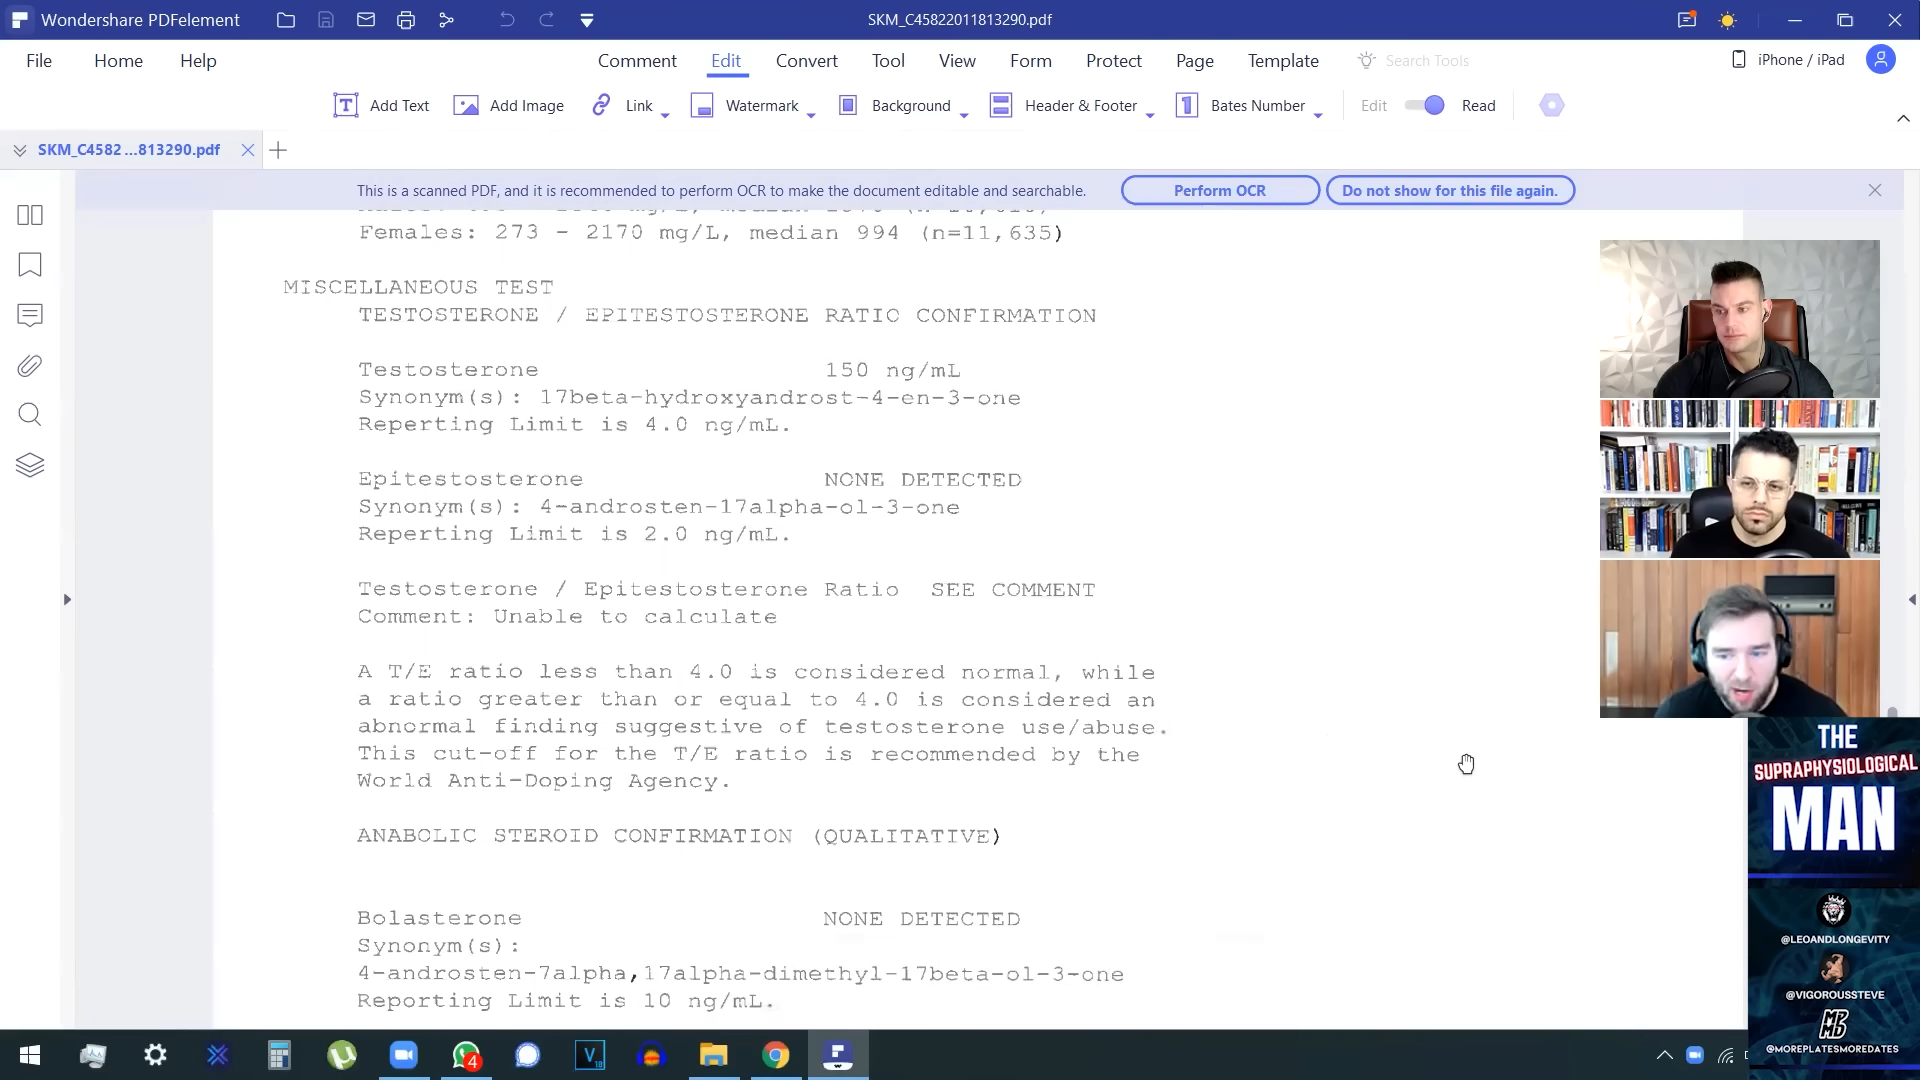 Wondershare PDFelement
SKM_C45822011813290.pdf
File Home Help
Comment Edit Convert Tool View Form Protect Page Template Search Tools
iPhone / iPad
Add Text Add Image Link Watermark Background Header & Footer Bates Number Edit Read
SKM_C4582 ...813290.pdf
This is a scanned PDF, and it is recommended to perform OCR to make the document editable and searchable.
Perform OCR
Do not show for this file again.
Females: 273 - 2170 mg/L, median 994 (n=11,635)
MISCELLANEOUS TEST
TESTOSTERONE / EPITESTOSTERONE RATIO CONFIRMATION
Testosterone 150 ng/mL
Synonym(s): 17beta-hydroxyandrost-4-en-3-one
Reporting Limit is 4.0 ng/mL.
Epitestosterone NONE DETECTED
Synonym(s): 4-androsten-17alpha-ol-3-one
Reporting Limit is 2.0 ng/mL.
Testosterone / Epitestosterone Ratio SEE COMMENT
Comment: Unable to calculate
A T/E ratio less than 4.0 is considered normal, while
a ratio greater than or equal to 4.0 is considered an
abnormal finding suggestive of testosterone use/abuse.
This cut-off for the T/E ratio is recommended by the
World Anti-Doping Agency.
ANABOLIC STEROID CONFIRMATION (QUALITATIVE)
Bolasterone NONE DETECTED
Synonym(s):
4-androsten-7alpha,17alpha-dimethyl-17beta-ol-3-one
Reporting Limit is 10 ng/mL.
THE
SUPRAPHYSIOLOGICAL
MAN
@LEOANDLONGEVITY
@VIGOROUSSTEVE
MP
MD
@MOREPLATESMOREDATES
4